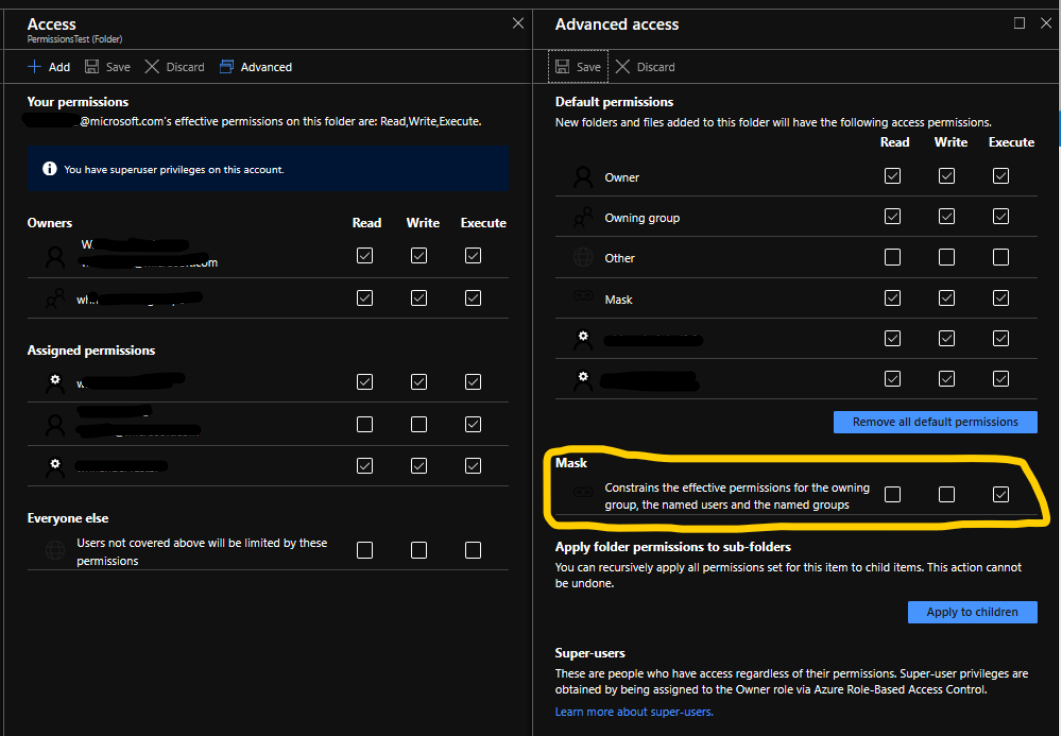 Access
PermissionsTest (Folder)
Add Save Discard Advanced
Your permissions
@microsoft.com's effective permissions on this folder are: Read,Write,Execute.
You have superuser privileges on this account.
Owners Read Write Execute
Assigned permissions
Everyone else
Users not covered above will be limited by these
permissions
Advanced access
Save Discard
Default permissions
New folders and files added to this folder will have the following access permissions.
Read Write Execute
Owner
Owning group
Other
Mask
Remove all default permissions
Mask
Constrains the effective permissions for the owning
group, the named users and the named groups
Apply folder permissions to sub-folders
You can recursively apply all permissions set for this item to child items. This action cannot
be undone.
Apply to children
Super-users
These are people who have access regardless of their permissions. Super-user privileges are
obtained by being assigned to the Owner role via Azure Role-Based Access Control.
Learn more about super-users.